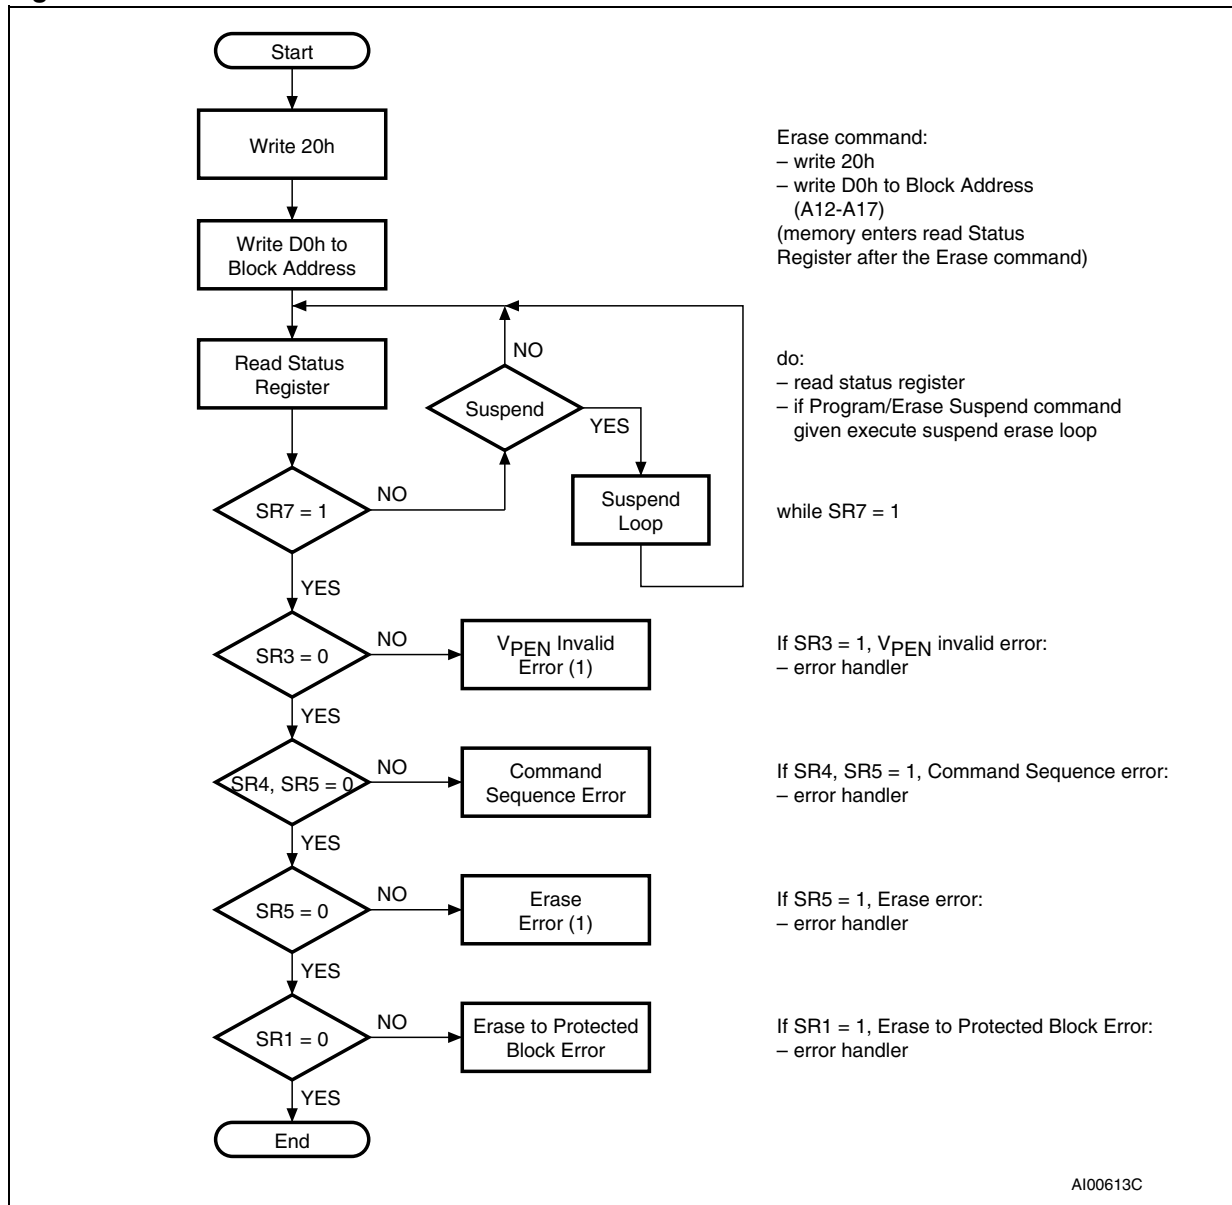 Start
Write 20h
Erase command:
– write 20h
– write D0h to Block Address
(A12-A17)
(memory enters read Status
Register after the Erase command)
Write D0h to
Block Address
NO
Read Status
Register
Suspend
YES
do:
– read status register
– if Program/Erase Suspend command
given execute suspend erase loop
SR7 = 1
NO
Suspend
Loop
while SR7 = 1
YES
SR3 = 0
NO
VPEN Invalid
Error (1)
If SR3 = 1, VPEN invalid error:
– error handler
YES
SR4, SR5 = 0
NO
Command
Sequence Error
If SR4, SR5 = 1, Command Sequence error:
– error handler
YES
SR5 = 0
NO
Erase
Error (1)
If SR5 = 1, Erase error:
– error handler
YES
SR1 = 0
NO
Erase to Protected
Block Error
If SR1 = 1, Erase to Protected Block Error:
– error handler
YES
End
AI00613C